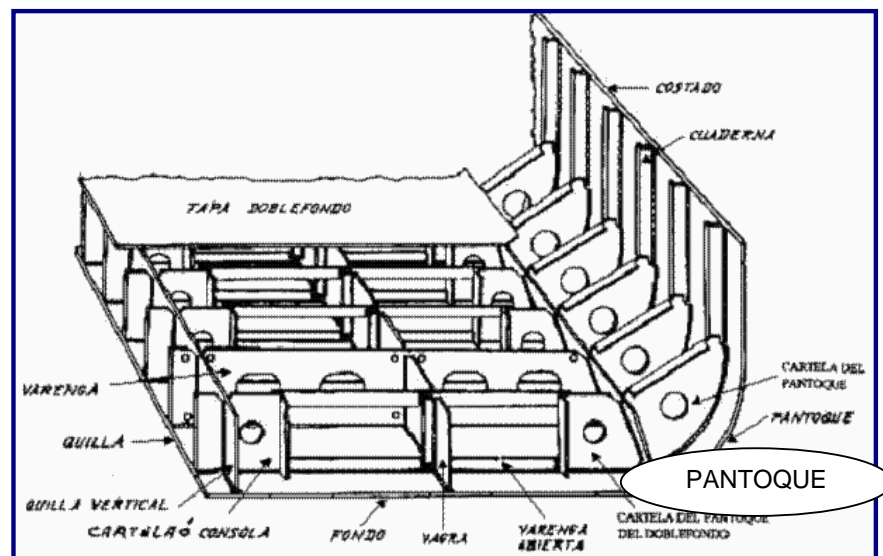 COSTADO
CUADERNA
TAPA DOBLEFONDO
CARTELA DEL
PANTOQUE
VARENGA
PANTOQUE
QUILLA
PANTOQUE
QUILLA VERTICAL
CARTELA Ó CONSOLA
FONDO
VAGRA
VARENGA
ABIERTA
CARTELA DEL PANTOQUE
DEL DOBLEFONDO